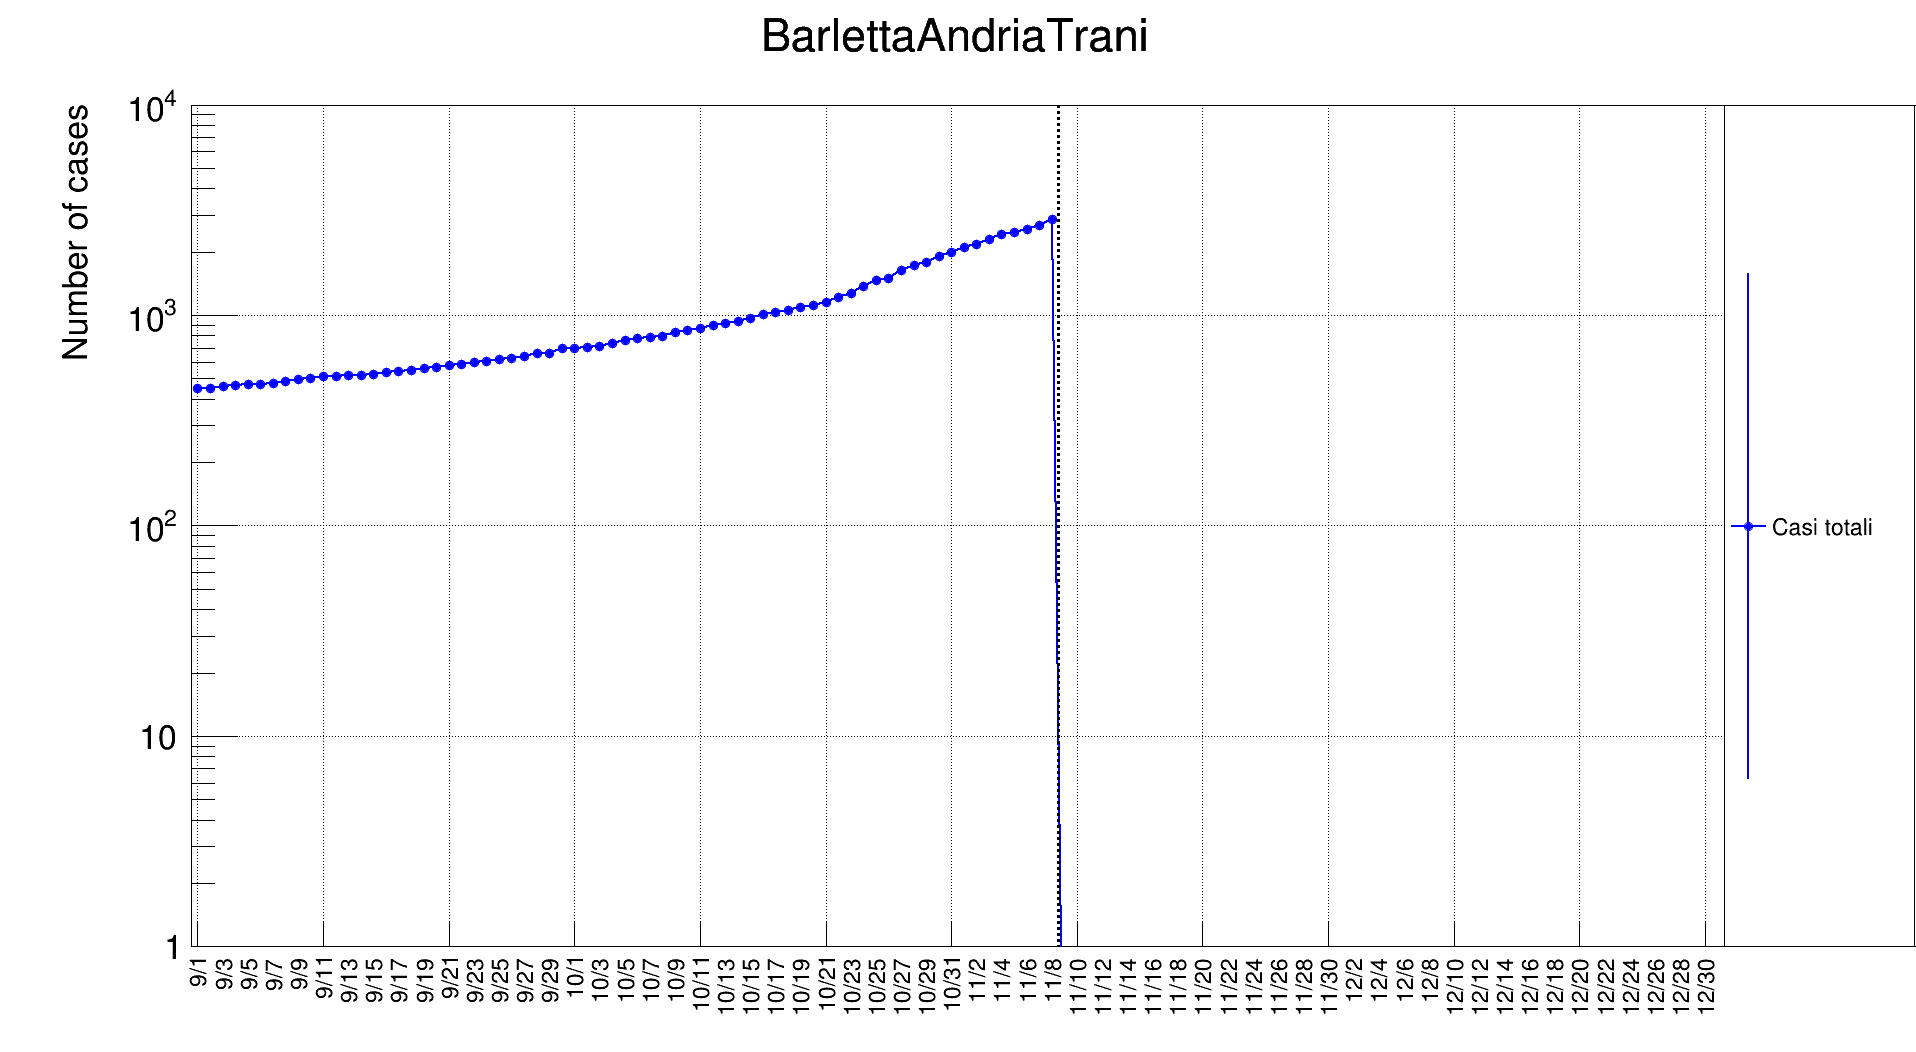 BarlettaAndriaTrani
Number of cases
10^4
10^3
10^2
10
1
9/1 9/3 9/5 9/7 9/9 9/11 9/13 9/15 9/17 9/19 9/21 9/23 9/25 9/27 9/29 10/1 10/3 10/5 10/7 10/9 10/11 10/13 10/15 10/17 10/19 10/21 10/23 10/25 10/27 10/29 10/31 11/2 11/4 11/6 11/8 11/10 11/12 11/14 11/16 11/18 11/20 11/22 11/24 11/26 11/28 11/30 12/2 12/4 12/6 12/8 12/10 12/12 12/14 12/16 12/18 12/20 12/22 12/24 12/26 12/28 12/30
Casi totali